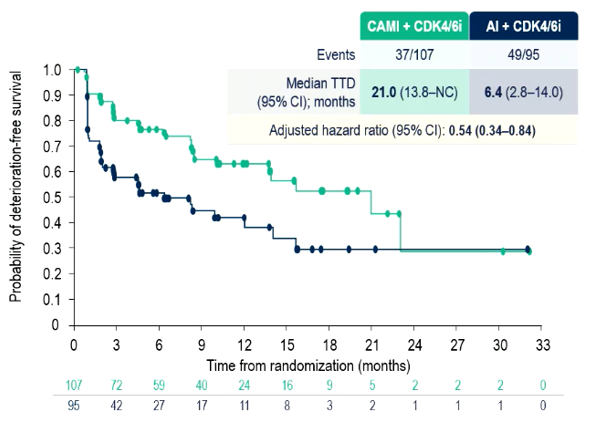 CAMI + CDK4/6i AI + CDK4/6i
Events 37/107 49/95
Median TTD
(95% CI); months 21.0 (13.8–NC) 6.4 (2.8–14.0)
Adjusted hazard ratio (95% CI): 0.54 (0.34–0.84)
Probability of deterioration-free survival
1.0
0.9
0.8
0.7
0.6
0.5
0.4
0.3
0.2
0.1
0
0 3 6 9 12 15 18 21 24 27 30 33
Time from randomization (months)
107 72 59 40 24 16 9 5 2 2 2 0
95 42 27 17 11 8 3 2 1 1 1 0